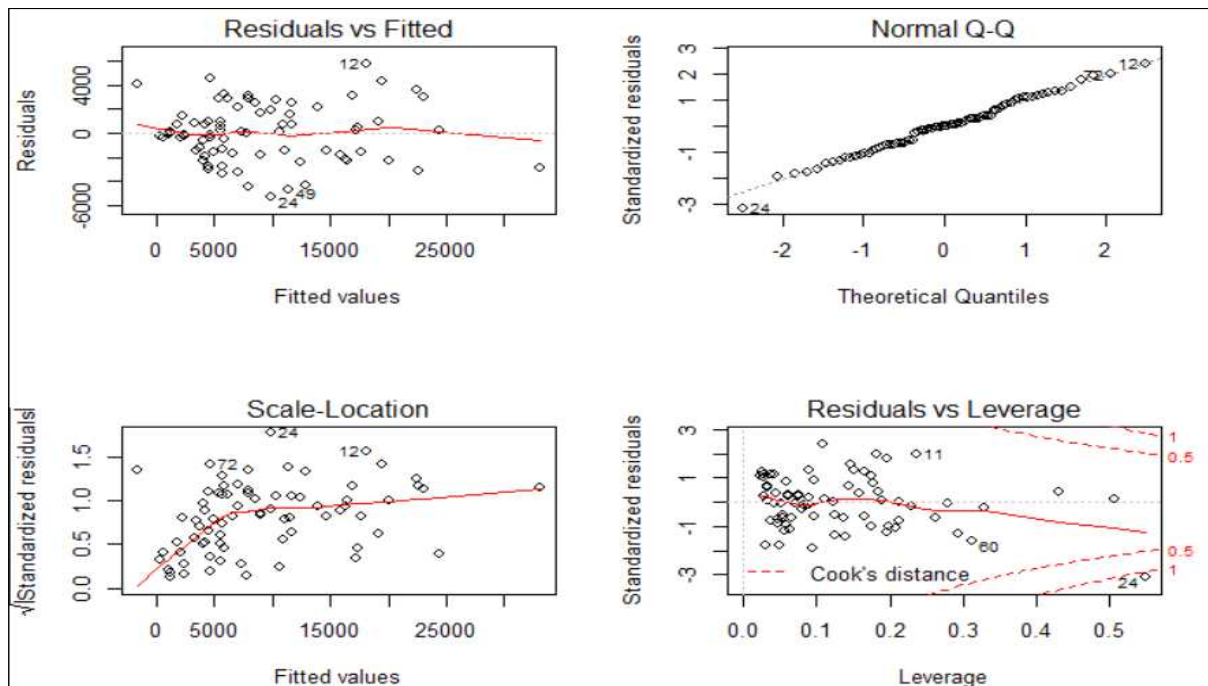 Residuals vs Fitted
Residuals
4000
0
-6000
12
24
49
0 5000 15000 25000
Fitted values
Normal Q-Q
Standardized residuals
3
2
1
-1
-3
72
12
24
-2 -1 0 1 2
Theoretical Quantiles
Scale-Location
√|Standardized residuals|
1.5
1.0
0.5
0.0
24
72
12
0 5000 15000 25000
Fitted values
Residuals vs Leverage
Standardized residuals
3
1
-1
-3
11
60
24
1
0.5
0.5
1
Cook's distance
0.0 0.1 0.2 0.3 0.4 0.5
Leverage